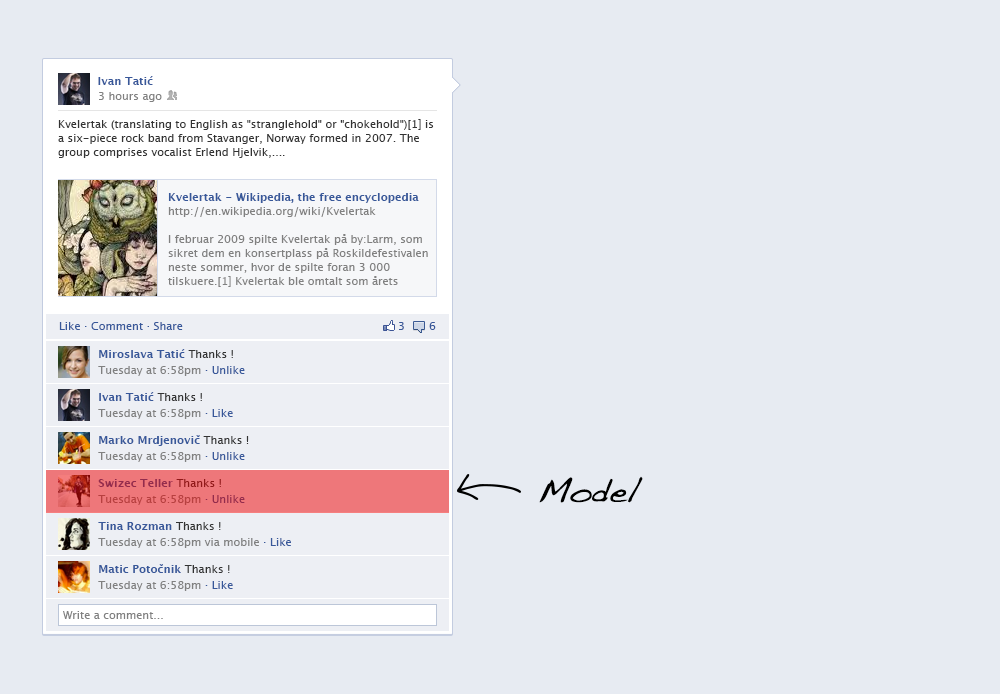 Ivan Tatić
3 hours ago
Kvelertak (translating to English as "stranglehold" or "chokehold")[1] is
a six-piece rock band from Stavanger, Norway formed in 2007. The
group comprises vocalist Erlend Hjelvik,....
Kvelertak - Wikipedia, the free encyclopedia
http://en.wikipedia.org/wiki/Kvelertak
I februar 2009 spilte Kvelertak på by:Larm, som
sikret dem en konsertplass på Roskildefestivalen
neste sommer, hvor de spilte foran 3 000
tilskuere.[1] Kvelertak ble omtalt som årets
Like · Comment · Share 3 6
Miroslava Tatić Thanks !
Tuesday at 6:58pm · Unlike
Ivan Tatić Thanks !
Tuesday at 6:58pm · Like
Marko Mrdjenovič Thanks !
Tuesday at 6:58pm · Unlike
Swizec Teller Thanks !
Tuesday at 6:58pm · Unlike
Model
Tina Rozman Thanks !
Tuesday at 6:58pm via mobile · Like
Matic Potočnik Thanks !
Tuesday at 6:58pm · Like
Write a comment...